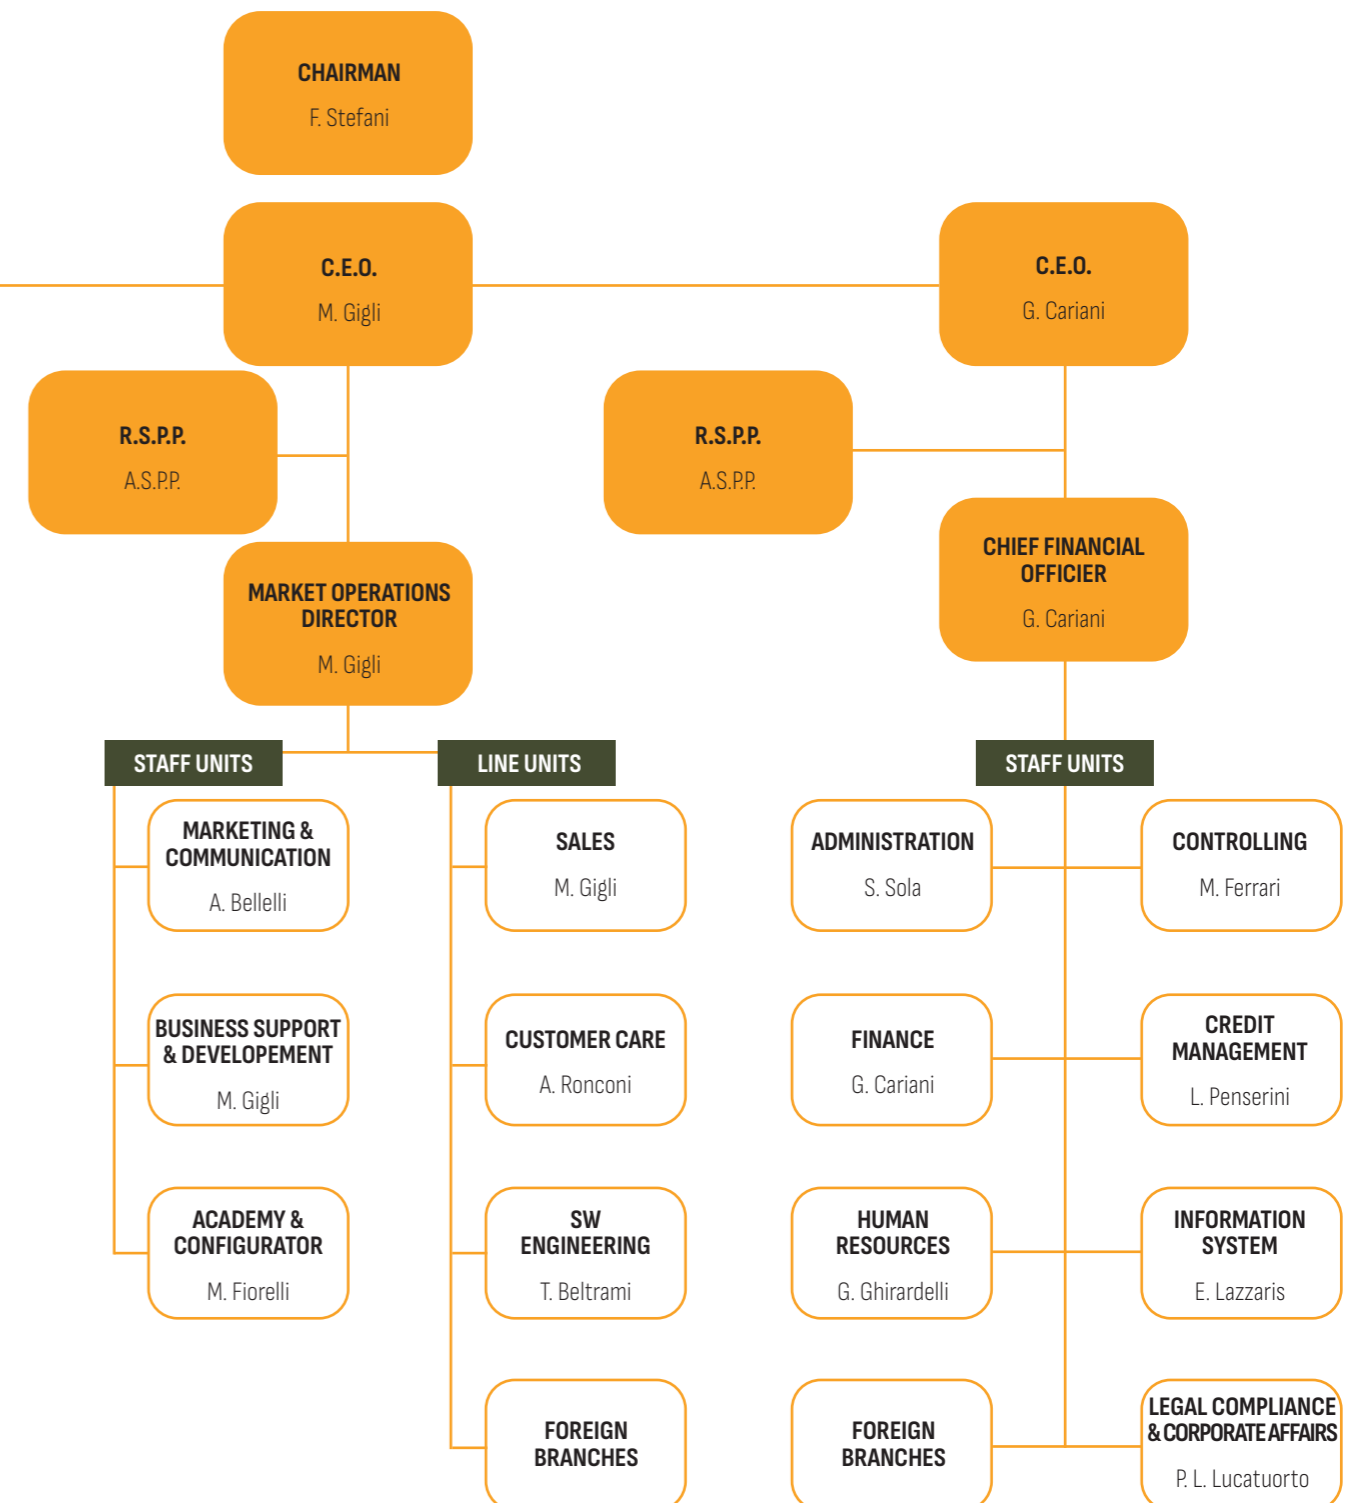 CHAIRMAN
F. Stefani
C.E.O.
M. Gigli
C.E.O.
G. Cariani
R.S.P.P.
A.S.P.P.
R.S.P.P.
A.S.P.P.
MARKET OPERATIONS
DIRECTOR
M. Gigli
CHIEF FINANCIAL
OFFICIER
G. Cariani
STAFF UNITS
MARKETING &
COMMUNICATION
A. Bellelli
BUSINESS SUPPORT
& DEVELOPEMENT
M. Gigli
ACADEMY &
CONFIGURATOR
M. Fiorelli
LINE UNITS
SALES
M. Gigli
CUSTOMER CARE
A. Ronconi
SW
ENGINEERING
T. Beltrami
FOREIGN
BRANCHES
STAFF UNITS
ADMINISTRATION
S. Sola
CONTROLLING
M. Ferrari
FINANCE
G. Cariani
CREDIT
MANAGEMENT
L. Penserini
HUMAN
RESOURCES
G. Ghirardelli
INFORMATION
SYSTEM
E. Lazzaris
FOREIGN
BRANCHES
LEGAL COMPLIANCE
& CORPORATE AFFAIRS
P. L. Lucatuorto